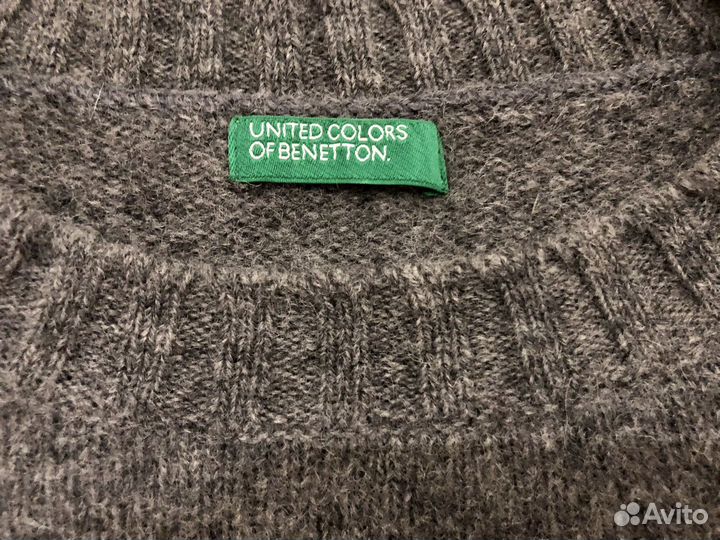 UNITED COLORS
OF BENETTON.
Avito